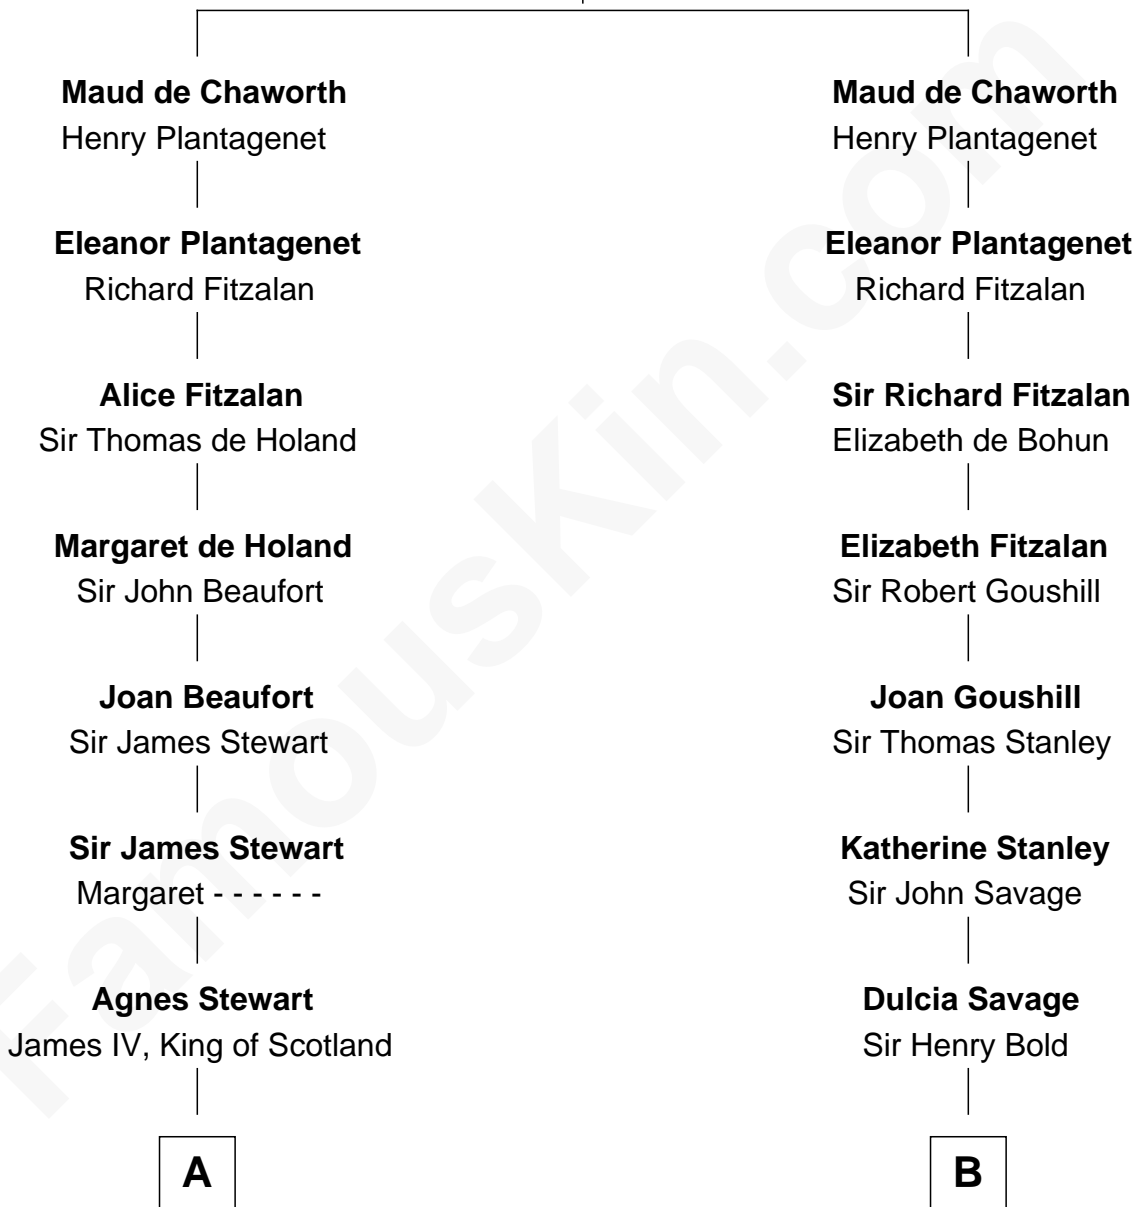 Maud de Chaworth
Henry Plantagenet
Eleanor Plantagenet
Richard Fitzalan
Alice Fitzalan
Sir Thomas de Holand
Margaret de Holand
Sir John Beaufort
Joan Beaufort
Sir James Stewart
Sir James Stewart
Margaret - - - - - -
Agnes Stewart
James IV, King of Scotland
A
Maud de Chaworth
Henry Plantagenet
Eleanor Plantagenet
Richard Fitzalan
Sir Richard Fitzalan
Elizabeth de Bohun
Elizabeth Fitzalan
Sir Robert Goushill
Joan Goushill
Sir Thomas Stanley
Katherine Stanley
Sir John Savage
Dulcia Savage
Sir Henry Bold
B
FamousKin.com